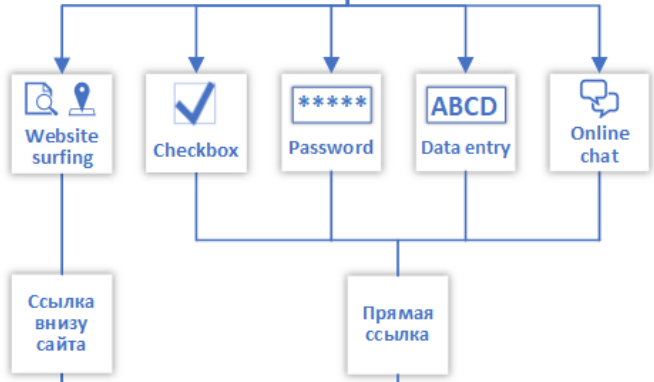 Website
surfing
Checkbox
*****
Password
ABCD
Data entry
Online
chat
Ссылка
внизу
сайта
Прямая
ссылка